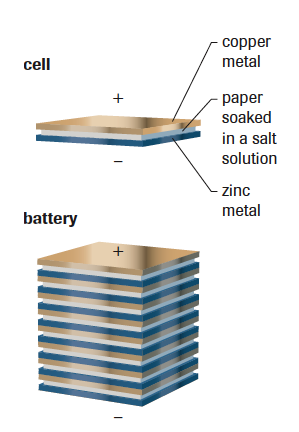 copper
metal
cell
+
paper
soaked
in a salt
solution
–
zinc
metal
battery
+
–